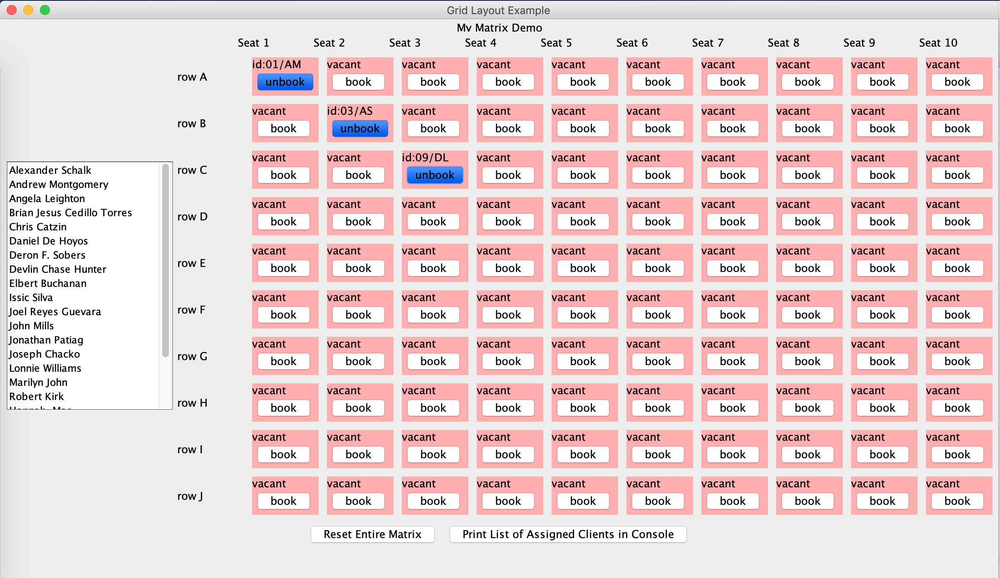 Grid Layout Example
Mv Matrix Demo
Seat 1 Seat 2 Seat 3 Seat 4 Seat 5 Seat 6 Seat 7 Seat 8 Seat 9 Seat 10
row A
id:01/AM vacant vacant vacant vacant vacant vacant vacant vacant vacant
unbook book book book book book book book book book
row B
vacant id:03/AS vacant vacant vacant vacant vacant vacant vacant vacant
book unbook book book book book book book book book
row C
vacant vacant id:09/DL vacant vacant vacant vacant vacant vacant vacant
book book unbook book book book book book book book
row D
vacant vacant vacant vacant vacant vacant vacant vacant vacant vacant
book book book book book book book book book book
row E
vacant vacant vacant vacant vacant vacant vacant vacant vacant vacant
book book book book book book book book book book
row F
vacant vacant vacant vacant vacant vacant vacant vacant vacant vacant
book book book book book book book book book book
row G
vacant vacant vacant vacant vacant vacant vacant vacant vacant vacant
book book book book book book book book book book
row H
vacant vacant vacant vacant vacant vacant vacant vacant vacant vacant
book book book book book book book book book book
row I
vacant vacant vacant vacant vacant vacant vacant vacant vacant vacant
book book book book book book book book book book
row J
vacant vacant vacant vacant vacant vacant vacant vacant vacant vacant
book book book book book book book book book book
Alexander Schalk
Andrew Montgomery
Angela Leighton
Brian Jesus Cedillo Torres
Chris Catzin
Daniel De Hoyos
Deron F. Sobers
Devlin Chase Hunter
Elbert Buchanan
Issic Silva
Joel Reyes Guevara
John Mills
Jonathan Patiag
Joseph Chacko
Lonnie Williams
Marilyn John
Robert Kirk
Reset Entire Matrix
Print List of Assigned Clients in Console